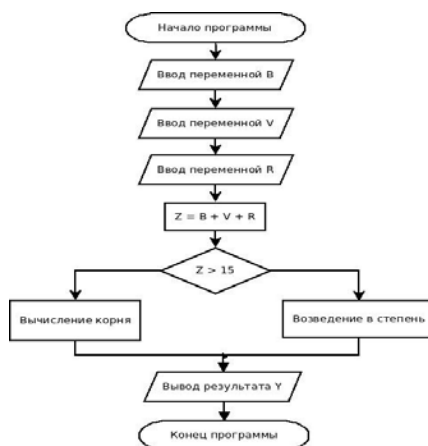 Начало программы
Ввод переменной B
Ввод переменной V
Ввод переменной R
Z = B + V + R
Z > 15
Вычисление корня
Возведение в степень
Вывод результата Y
Конец программы